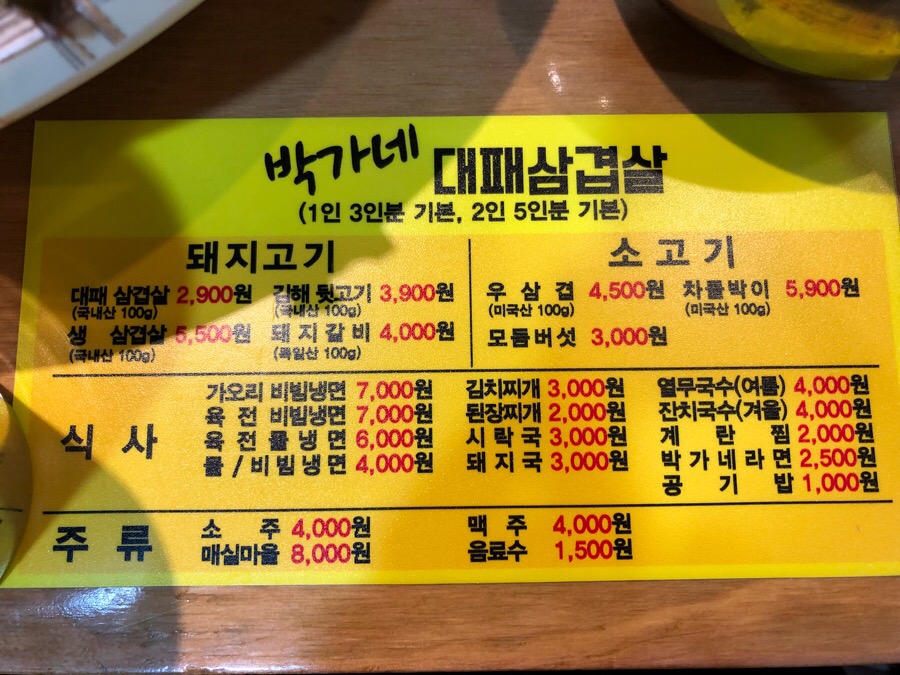 박가네 대패삼겹살
(1인 3인분 기본, 2인 5인분 기본)
돼지고기
대패 삼겹살 2,900원 김해 뒷고기 3,900원
(국내산 100g) (국내산 100g)
생 삼겹살 5,500원 돼지갈비 4,000원
(국내산 100g) (독일산 100g)
소고기
우삼겹 4,500원 차돌박이 5,900원
(미국산 100g) (미국산 100g)
모듬버섯 3,000원
식사
가오리 비빔냉면 7,000원
육전 비빔냉면 7,000원
육전물냉면 6,000원
물/비빔냉면 4,000원
김치찌개 3,000원
된장찌개 2,000원
시락국 3,000원
돼지국 3,000원
열무국수(여름) 4,000원
잔치국수(겨울) 4,000원
계란찜 2,000원
박가네라면 2,500원
공기밥 1,000원
주류
소주 4,000원 맥주 4,000원
매실마을 8,000원 음료수 1,500원